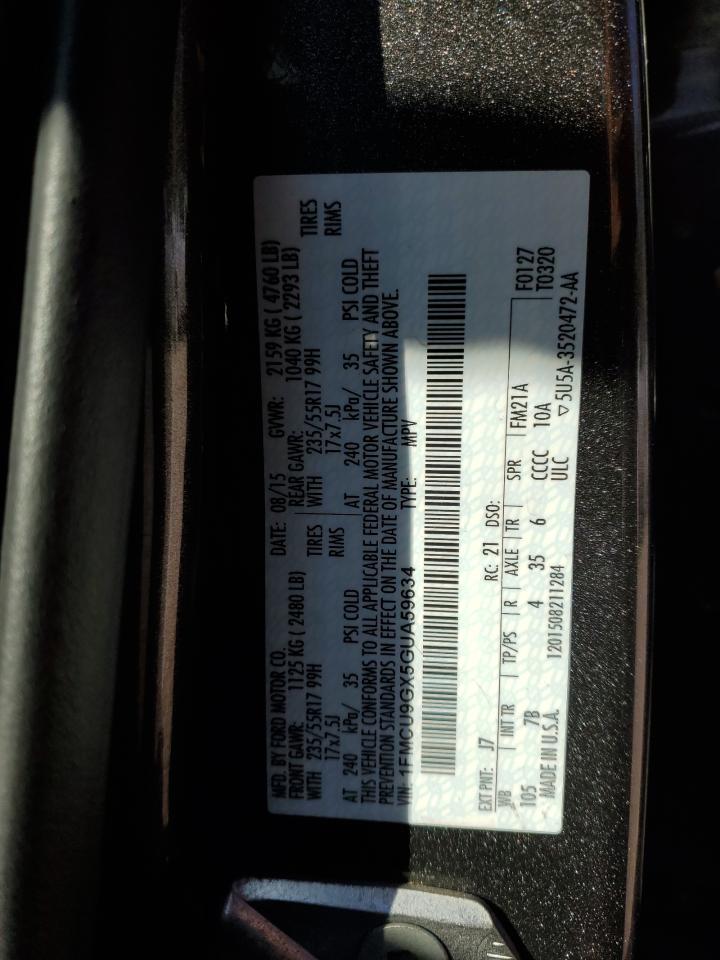 MFD. BY FORD MOTOR CO.
DATE: 08/15 GVWR: 2159 KG ( 4760 LB)
FRONT GAWR: 1125 KG ( 2480 LB) REAR GAWR: 1040 KG ( 2293 LB)
WITH 235/55R17 99H TIRES WITH 235/55R17 99H TIRES
17x7.5J RIMS 17x7.5J RIMS
AT 240 kPa/ 35 PSI COLD AT 240 kPa/ 35 PSI COLD
THIS VEHICLE CONFORMS TO ALL APPLICABLE FEDERAL MOTOR VEHICLE SAFETY AND THEFT
PREVENTION STANDARDS IN EFFECT ON THE DATE OF MANUFACTURE SHOWN ABOVE.
VIN: 1FMCU9GX5GUA59634 TYPE: MPV
EXT PNT: J7 RC: 21 DSO:
WB INT TR TP/PS R AXLE TR SPR FM21A F0127
105 7B 4 35 6 CCCC 10A T0320
MADE IN U.S.A. 1201508211284 ULC ▽5U5A-3520472-AA